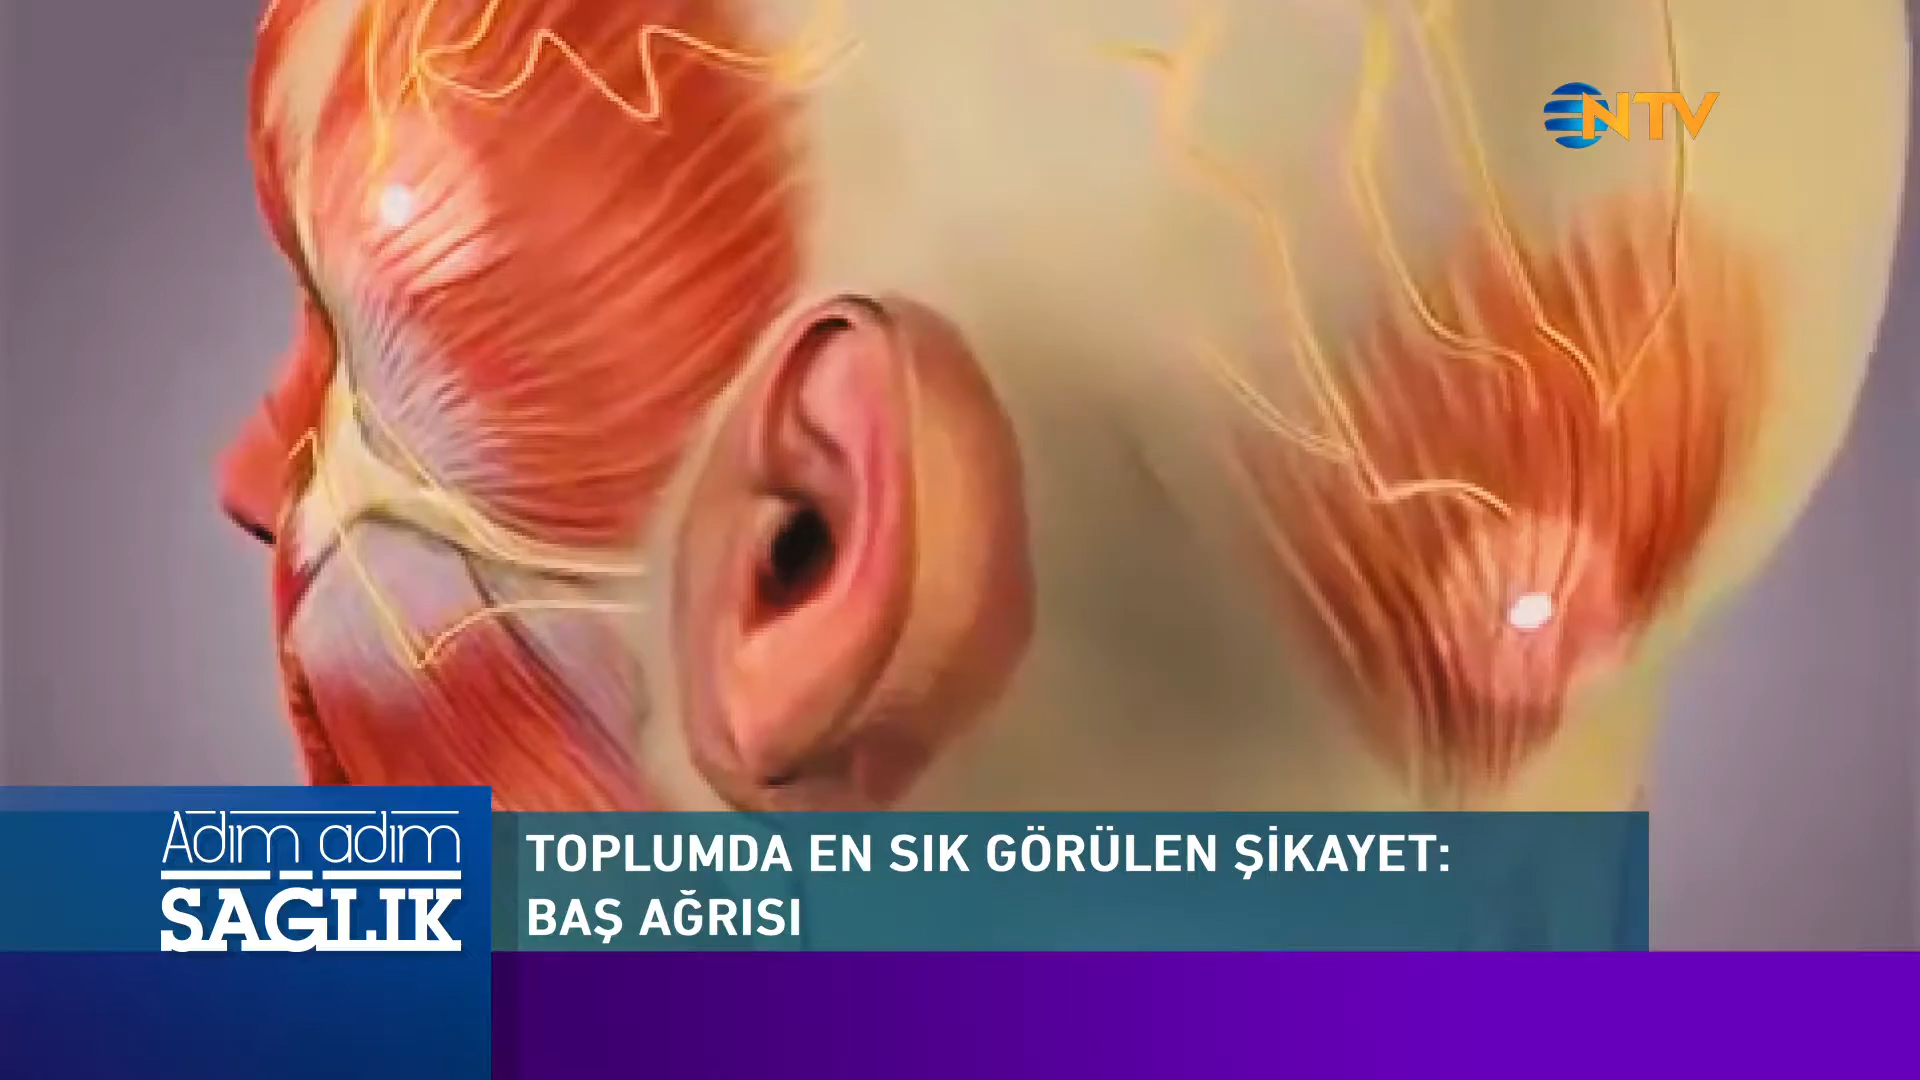 NTV
Adım adım
SAĞLIK
TOPLUMDA EN SIK GÖRÜLEN ŞİKAYET:
BAŞ AĞRISI